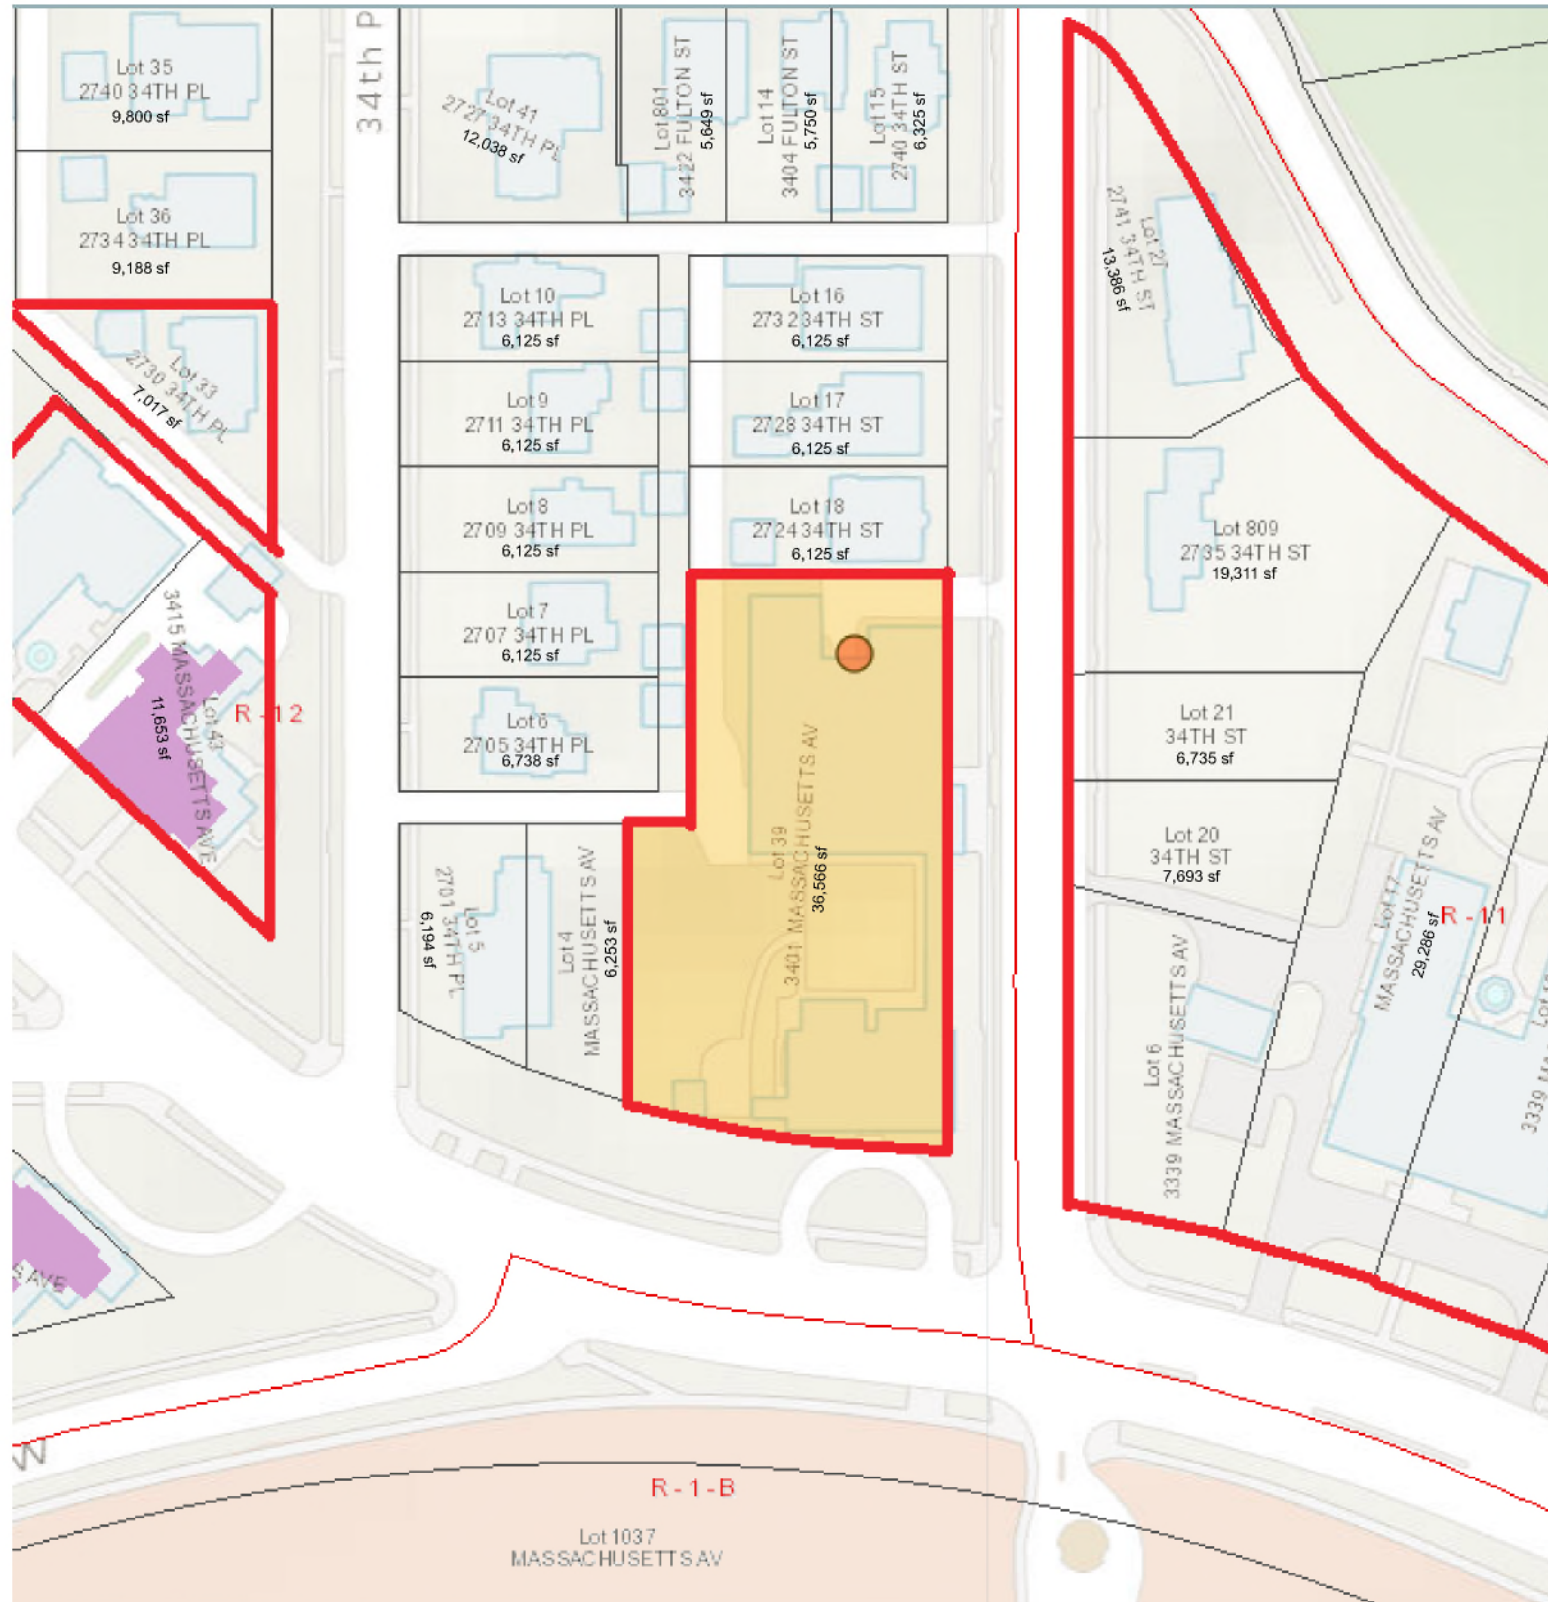 Lot 35
2740 34TH PL
9,800 sf
Lot 36
2734 34TH PL
9,188 sf
34th P
Lot 41
2727 34TH PL
12,038 sf
Lot 801
3422 FULTON ST
5,649 sf
Lot 14
3404 FULTON ST
5,750 sf
Lot 15
2740 34TH ST
6,325 sf
Lot 27
2741 34TH ST
13,386 sf
Lot 33
2730 34TH PL
7,017 sf
Lot 10
2713 34TH PL
6,125 sf
Lot 16
2732 34TH ST
6,125 sf
Lot 9
2711 34TH PL
6,125 sf
Lot 17
2728 34TH ST
6,125 sf
Lot 8
2709 34TH PL
6,125 sf
Lot 18
2724 34TH ST
6,125 sf
Lot 809
2735 34TH ST
19,311 sf
Lot 7
2707 34TH PL
6,125 sf
Lot 6
2705 34TH PL
6,738 sf
Lot 43
3415 MASSACHUSETTS AVE
11,653 sf
R-12
Lot 21
34TH ST
6,735 sf
Lot 20
34TH ST
7,693 sf
Lot 39
3401 MASSACHUSETTS AV
36,566 sf
Lot 5
2701 34TH PL
6,194 sf
Lot 4
MASSACHUSETTS AV
6,253 sf
Lot 17
MASSACHUSETTS AV
29,286 sf
R-11
Lot 6
3339 MASSACHUSETTS AV
3339 MA
S AVE
W
R-1-B
Lot 1037
MASSACHUSETTS AV